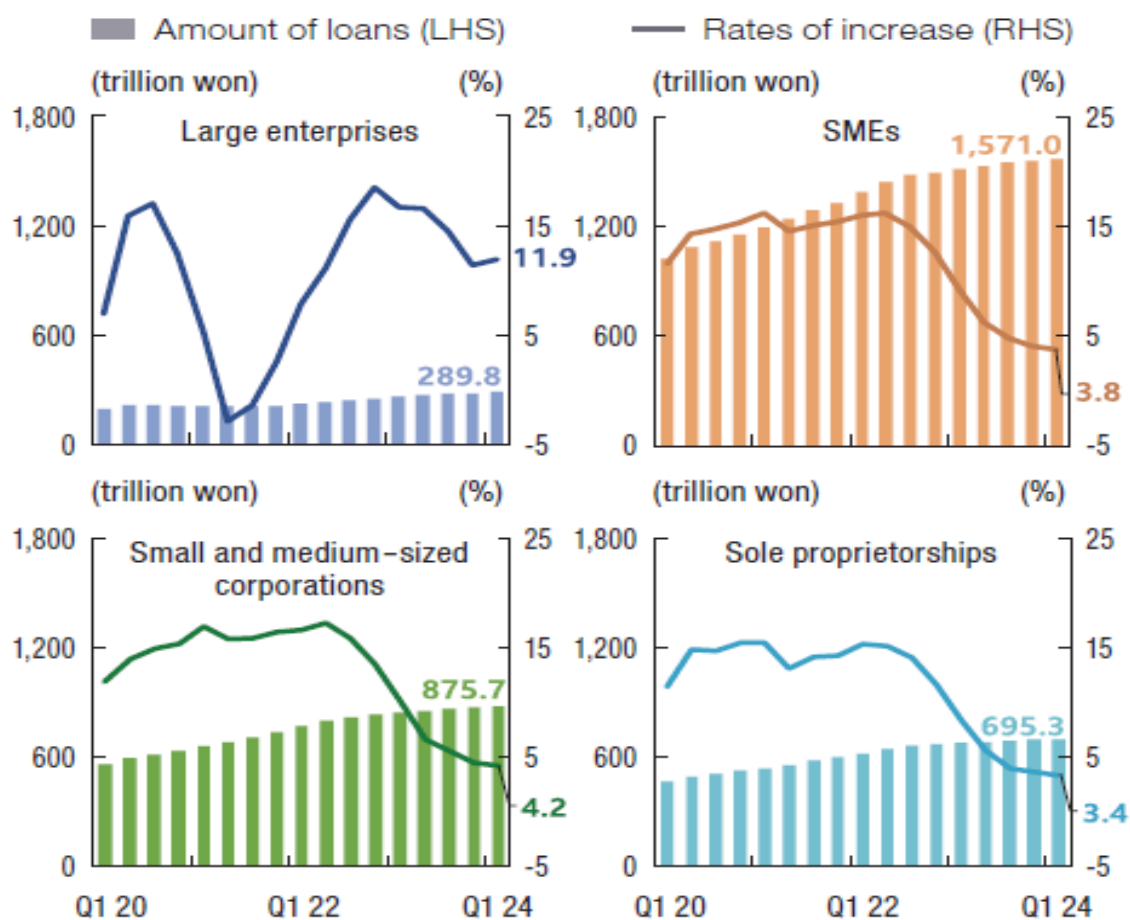 Amount of loans (LHS) Rates of increase (RHS)
(trillion won) (%) (trillion won) (%)
1,800 25 1,800 25
Large enterprises SMEs
1,571.0
1,200 15 1,200 15
11.9
600 5 600 5
289.8
3.8
0 -5 0 -5
(trillion won) (%) (trillion won) (%)
1,800 25 1,800 25
Small and medium-sized Sole proprietorships
corporations
1,200 15 1,200 15
875.7 695.3
600 5 600 5
4.2 3.4
0 -5 0 -5
Q1 20 Q1 22 Q1 24 Q1 20 Q1 22 Q1 24